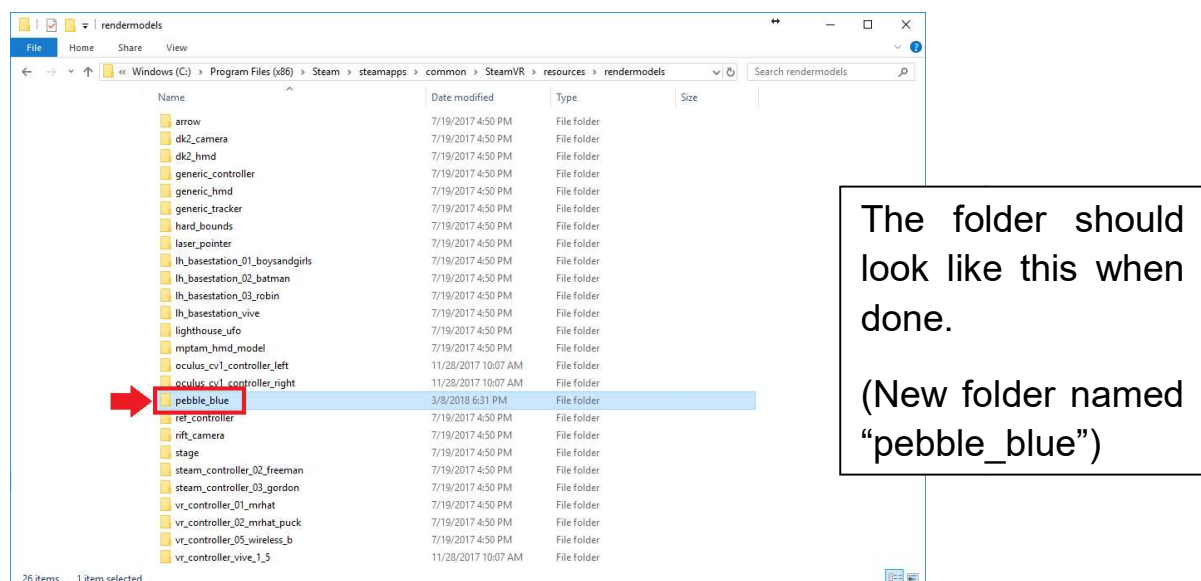 rendermodels
File Home Share View
« Windows (C:) › Program Files (x86) › Steam › steamapps › common › SteamVR › resources › rendermodels Search rendermodels
Name Date modified Type Size
arrow 7/19/2017 4:50 PM File folder
dk2_camera 7/19/2017 4:50 PM File folder
dk2_hmd 7/19/2017 4:50 PM File folder
generic_controller 7/19/2017 4:50 PM File folder
generic_hmd 7/19/2017 4:50 PM File folder
generic_tracker 7/19/2017 4:50 PM File folder
hard_bounds 7/19/2017 4:50 PM File folder
laser_pointer 7/19/2017 4:50 PM File folder
lh_basestation_01_boysandgirls 7/19/2017 4:50 PM File folder
lh_basestation_02_batman 7/19/2017 4:50 PM File folder
lh_basestation_03_robin 7/19/2017 4:50 PM File folder
lh_basestation_vive 7/19/2017 4:50 PM File folder
lighthouse_ufo 7/19/2017 4:50 PM File folder
mptam_hmd_model 7/19/2017 4:50 PM File folder
oculus_cv1_controller_left 11/28/2017 10:07 AM File folder
oculus_cv1_controller_right 11/28/2017 10:07 AM File folder
pebble_blue 3/8/2018 6:31 PM File folder
ref_controller 7/19/2017 4:50 PM File folder
rift_camera 7/19/2017 4:50 PM File folder
stage 7/19/2017 4:50 PM File folder
steam_controller_02_freeman 7/19/2017 4:50 PM File folder
steam_controller_03_gordon 7/19/2017 4:50 PM File folder
vr_controller_01_mrhat 7/19/2017 4:50 PM File folder
vr_controller_02_mrhat_puck 7/19/2017 4:50 PM File folder
vr_controller_05_wireless_b 7/19/2017 4:50 PM File folder
vr_controller_vive_1_5 11/28/2017 10:07 AM File folder
26 items 1 item selected
The folder should
look like this when
done.
(New folder named
“pebble_blue”)